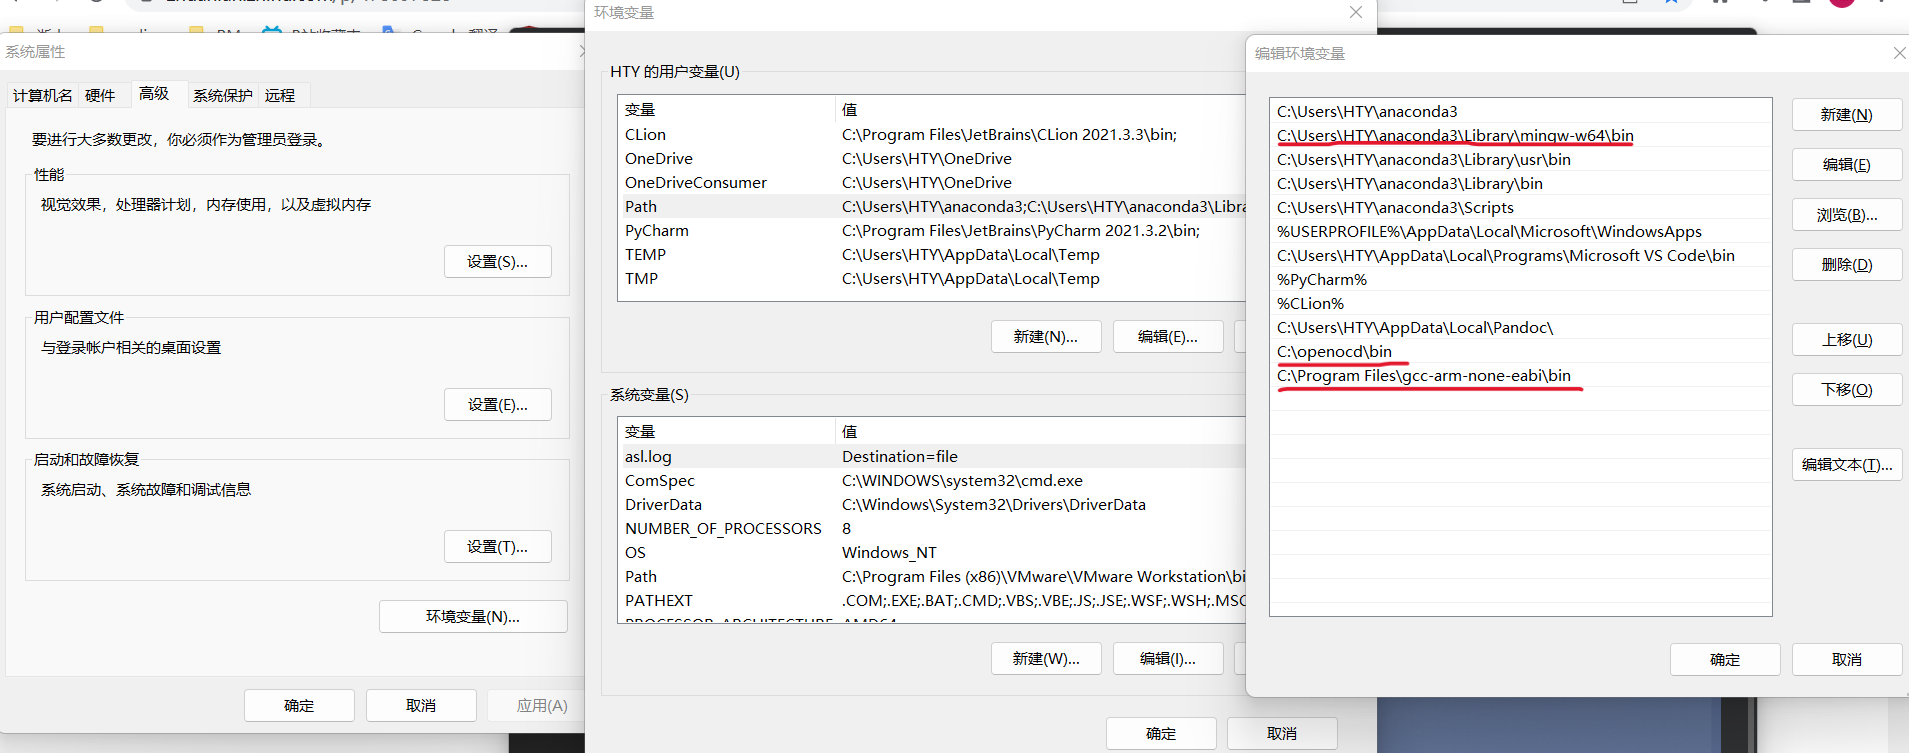 系统属性
计算机名
硬件
高级
系统保护
远程
要进行大多数更改，你必须作为管理员登录。
性能
视觉效果，处理器计划，内存使用，以及虚拟内存
设置(S)...
用户配置文件
与登录帐户相关的桌面设置
设置(E)...
启动和故障恢复
系统启动、系统故障和调试信息
设置(T)...
环境变量(N)...
确定
取消
应用(A)
环境变量
HTY 的用户变量(U)
变量 值
CLion C:\Program Files\JetBrains\CLion 2021.3.3\bin;
OneDrive C:\Users\HTY\OneDrive
OneDriveConsumer C:\Users\HTY\OneDrive
Path C:\Users\HTY\anaconda3;C:\Users\HTY\anaconda3\Libra
PyCharm C:\Program Files\JetBrains\PyCharm 2021.3.2\bin;
TEMP C:\Users\HTY\AppData\Local\Temp
TMP C:\Users\HTY\AppData\Local\Temp
新建(N)...
编辑(E)...
系统变量(S)
变量 值
asl.log Destination=file
ComSpec C:\WINDOWS\system32\cmd.exe
DriverData C:\Windows\System32\Drivers\DriverData
NUMBER_OF_PROCESSORS 8
OS Windows_NT
Path C:\Program Files (x86)\VMware\VMware Workstation\bi
PATHEXT .COM;.EXE;.BAT;.CMD;.VBS;.VBE;.JS;.JSE;.WSF;.WSH;.MSC
PROCESSOR_ARCHITECTURE AMD64
新建(W)...
编辑(I)...
确定
取消
编辑环境变量
C:\Users\HTY\anaconda3
C:\Users\HTY\anaconda3\Library\mingw-w64\bin
C:\Users\HTY\anaconda3\Library\usr\bin
C:\Users\HTY\anaconda3\Library\bin
C:\Users\HTY\anaconda3\Scripts
%USERPROFILE%\AppData\Local\Microsoft\WindowsApps
C:\Users\HTY\AppData\Local\Programs\Microsoft VS Code\bin
%PyCharm%
%CLion%
C:\Users\HTY\AppData\Local\Pandoc\
C:\openocd\bin
C:\Program Files\gcc-arm-none-eabi\bin
新建(N)
编辑(E)
浏览(B)...
删除(D)
上移(U)
下移(O)
编辑文本(T)...
确定
取消